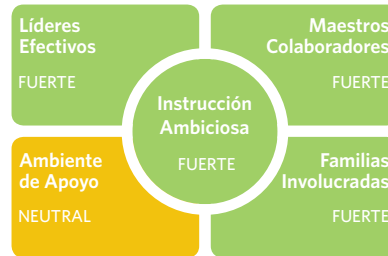 Líderes
Efectivos
FUERTE
Maestros
Colaboradores
FUERTE
Instrucción
Ambiciosa
FUERTE
Ambiente
de Apoyo
NEUTRAL
Familias
Involucradas
FUERTE